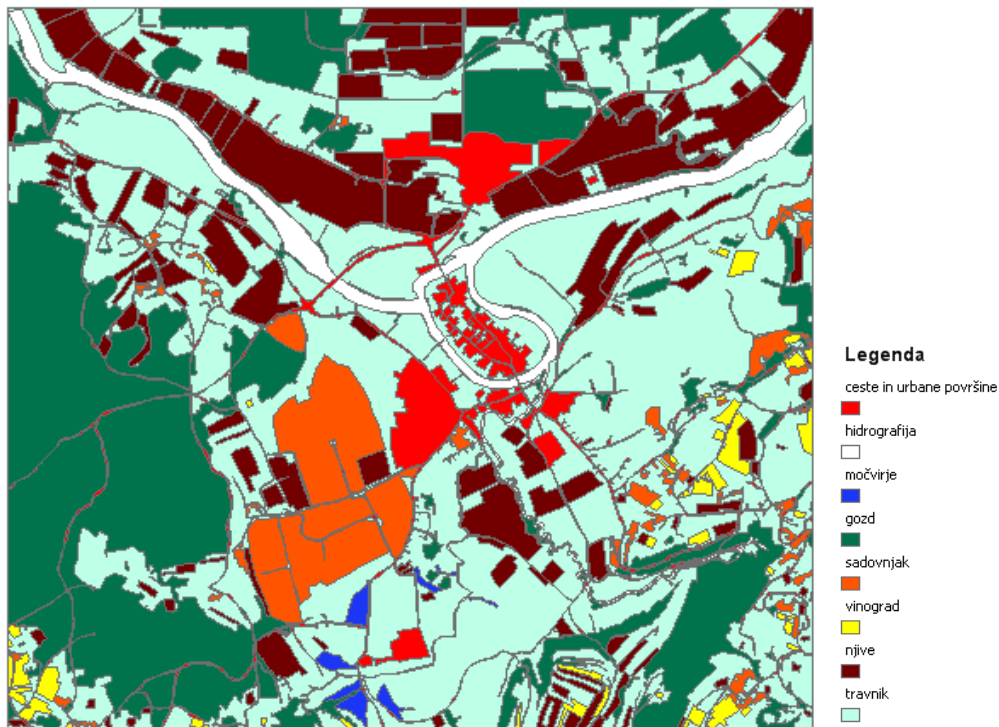 Legenda
ceste in urbane površine
hidrografija
močvirje
gozd
sadovnjak
vinograd
njive
travnik